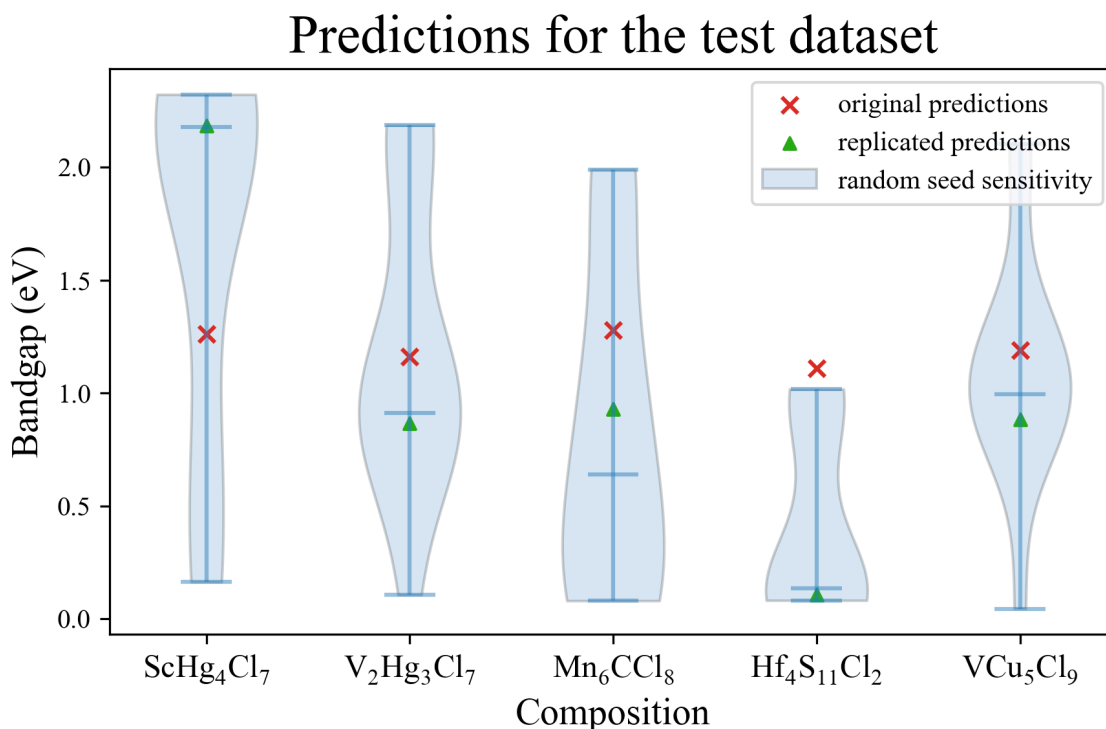 Predictions for the test dataset
original predictions
replicated predictions
random seed sensitivity
Bandgap (eV)
2.0
1.5
1.0
0.5
0.0
ScHg₄Cl₇ V₂Hg₃Cl₇ Mn₆CCl₈ Hf₄S₁₁Cl₂ VCu₅Cl₉
Composition